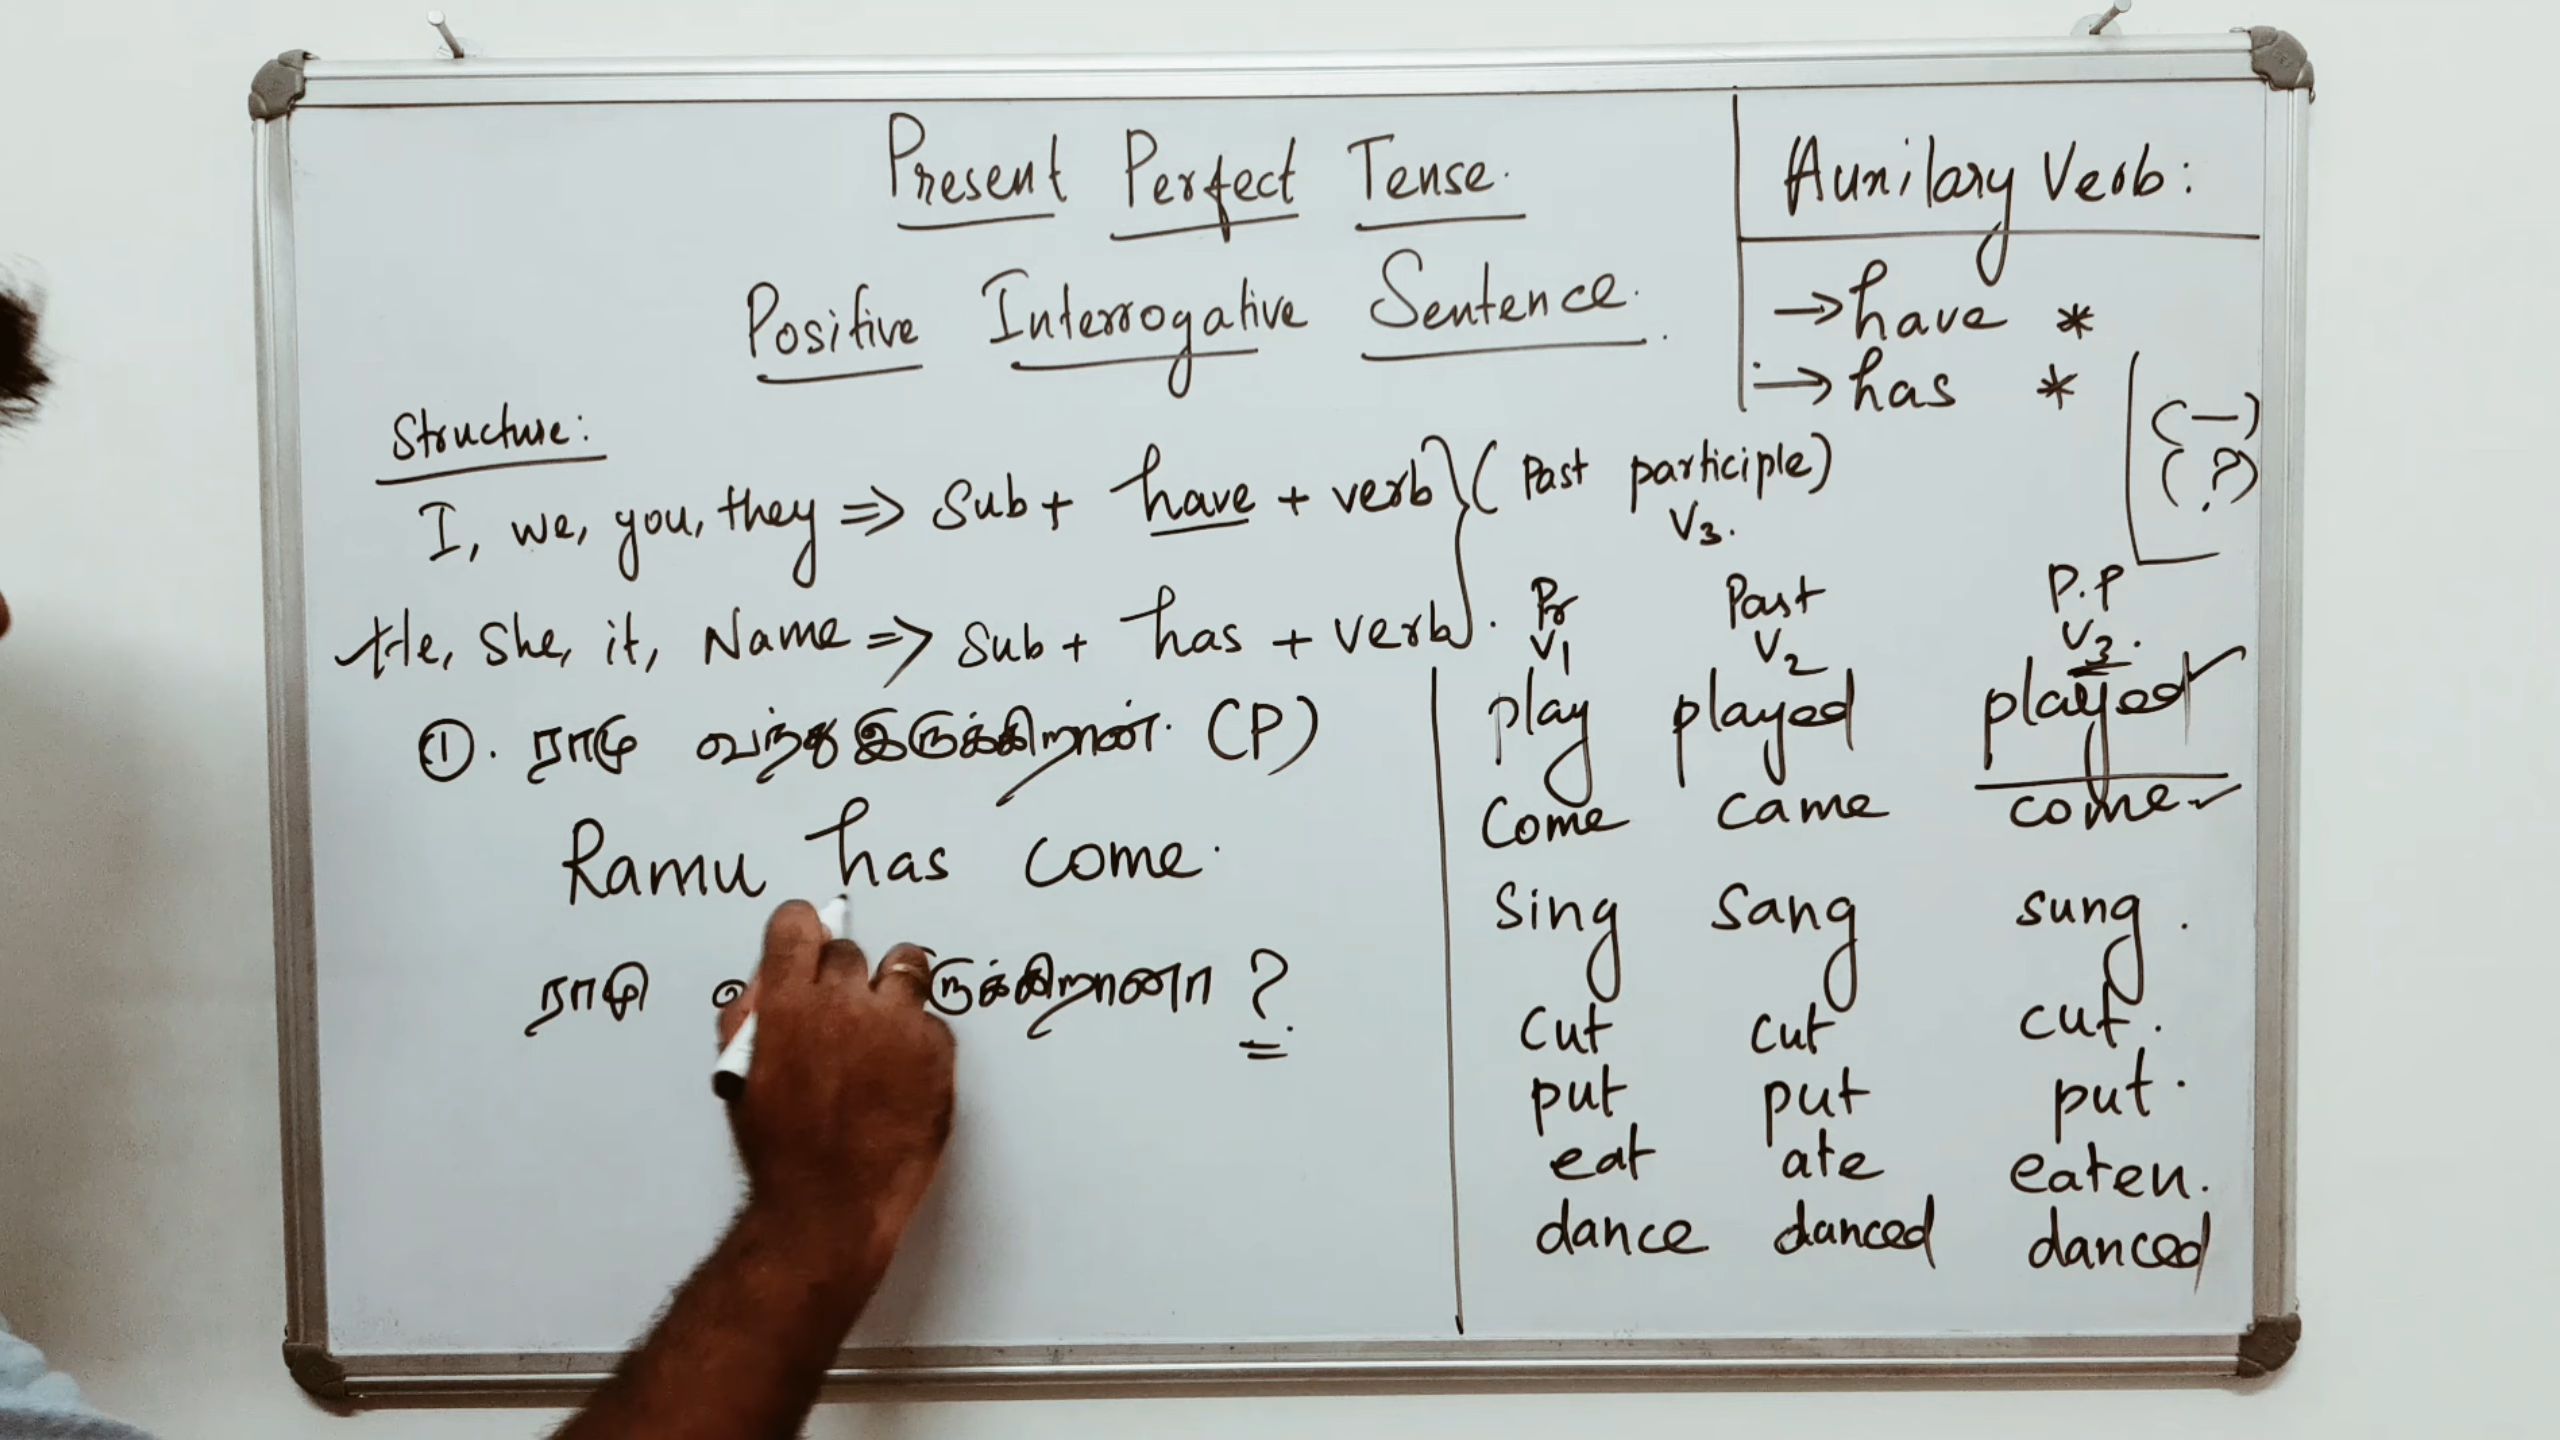 Present Perfect Tense.
Positive Interrogative Sentence.
Auxilary Verb:
→ have *
→ has *
(—)
(?)
Structure:
I, we, you, they => Sub + have + verb } (Past participle)
V3.
He, She, it, Name => Sub + has + verb.
①. ராமு வந்து இருக்கிறான். (P)
Ramu has come.
ராமு ?
Pr Past P.P
V1 V2 V3.
play played played ✓
come came come ✓
Sing Sang sung.
cut cut cut.
put put put.
eat ate eaten.
dance danced danced